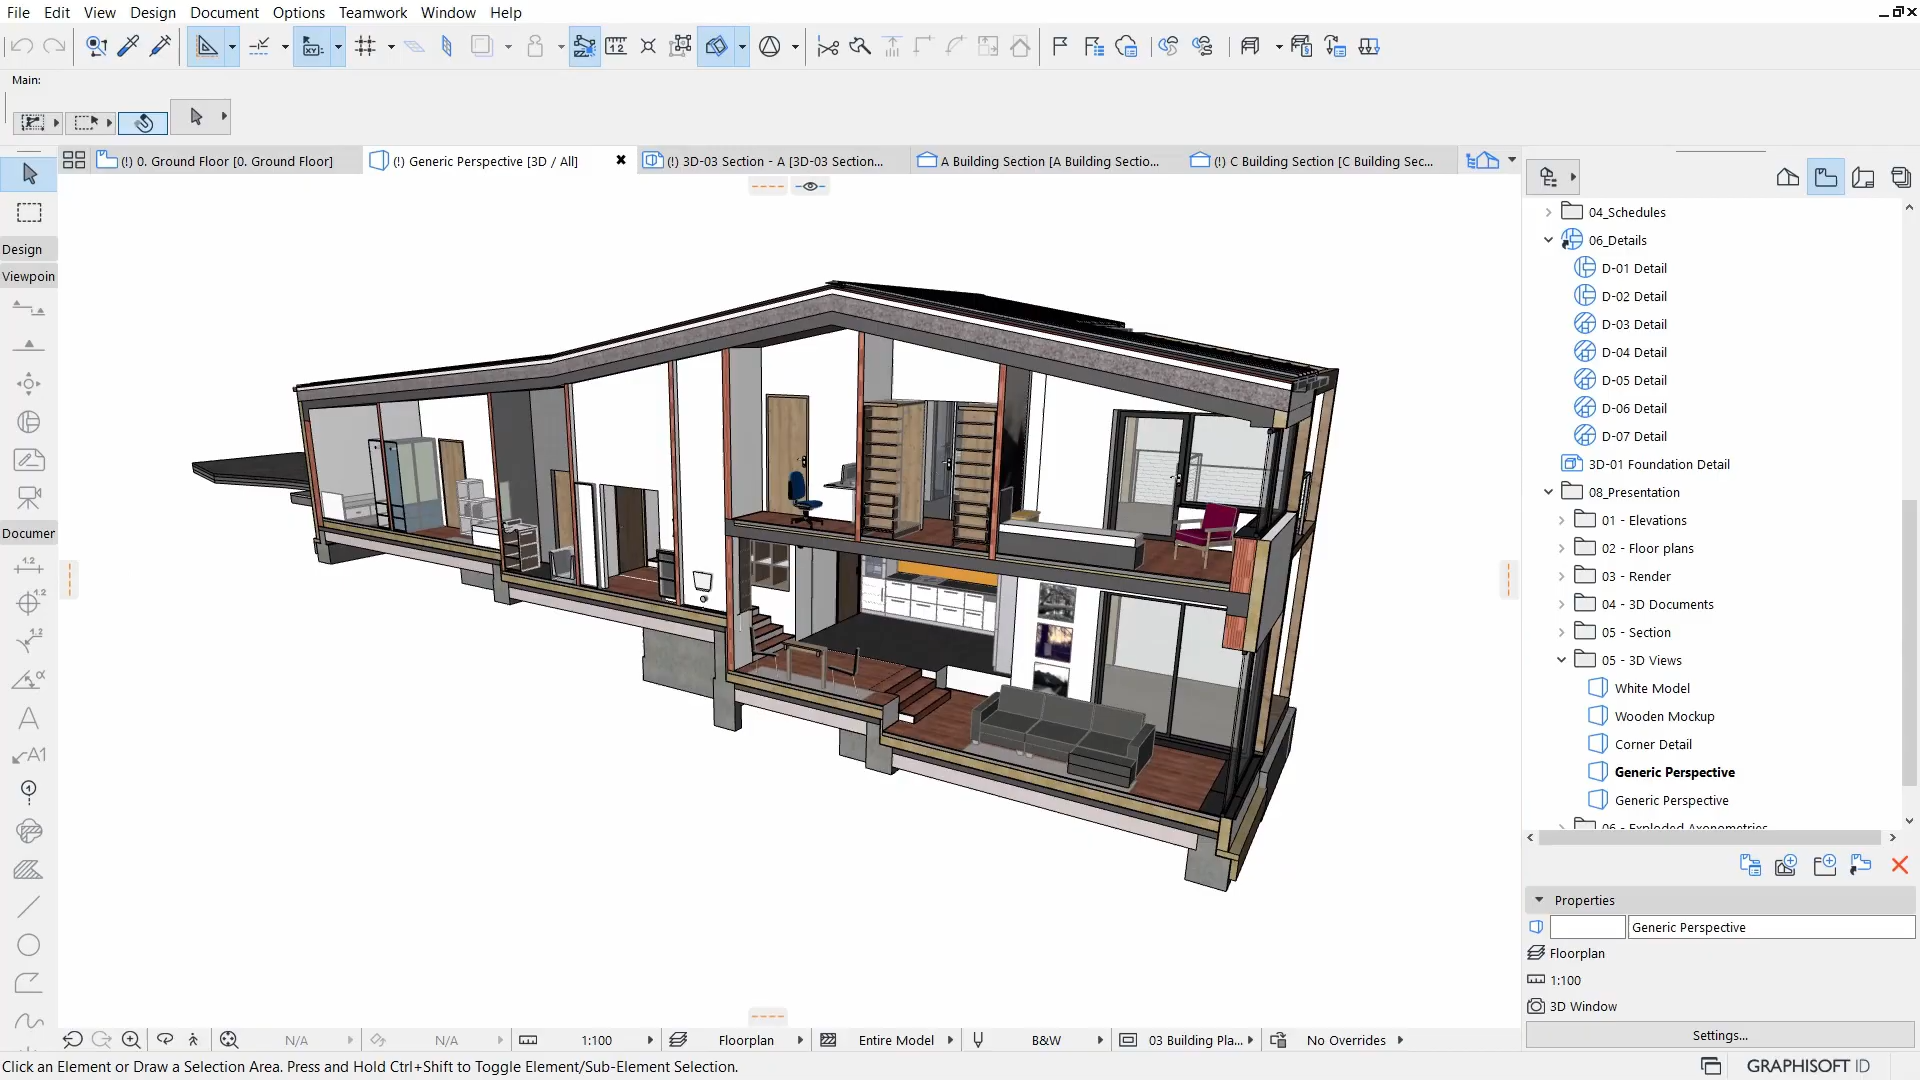 File Edit View Design Document Options Teamwork Window Help
Main:
(!) 0. Ground Floor [0. Ground Floor]
(!) Generic Perspective [3D / All]
(!) 3D-03 Section - A [3D-03 Section...
A Building Section [A Building Sectio...
(!) C Building Section [C Building Sec...
Design
Viewpoin
Documer
04_Schedules
06_Details
D-01 Detail
D-02 Detail
D-03 Detail
D-04 Detail
D-05 Detail
D-06 Detail
D-07 Detail
3D-01 Foundation Detail
08_Presentation
01 - Elevations
02 - Floor plans
03 - Render
04 - 3D Documents
05 - Section
05 - 3D Views
White Model
Wooden Mockup
Corner Detail
Generic Perspective
Generic Perspective
06 - Exploded Axonometries
Properties
Generic Perspective
Floorplan
1:100
3D Window
Settings...
N/A N/A 1:100 Floorplan Entire Model B&W 03 Building Pla... No Overrides
Click an Element or Draw a Selection Area. Press and Hold Ctrl+Shift to Toggle Element/Sub-Element Selection.
GRAPHISOFT ID